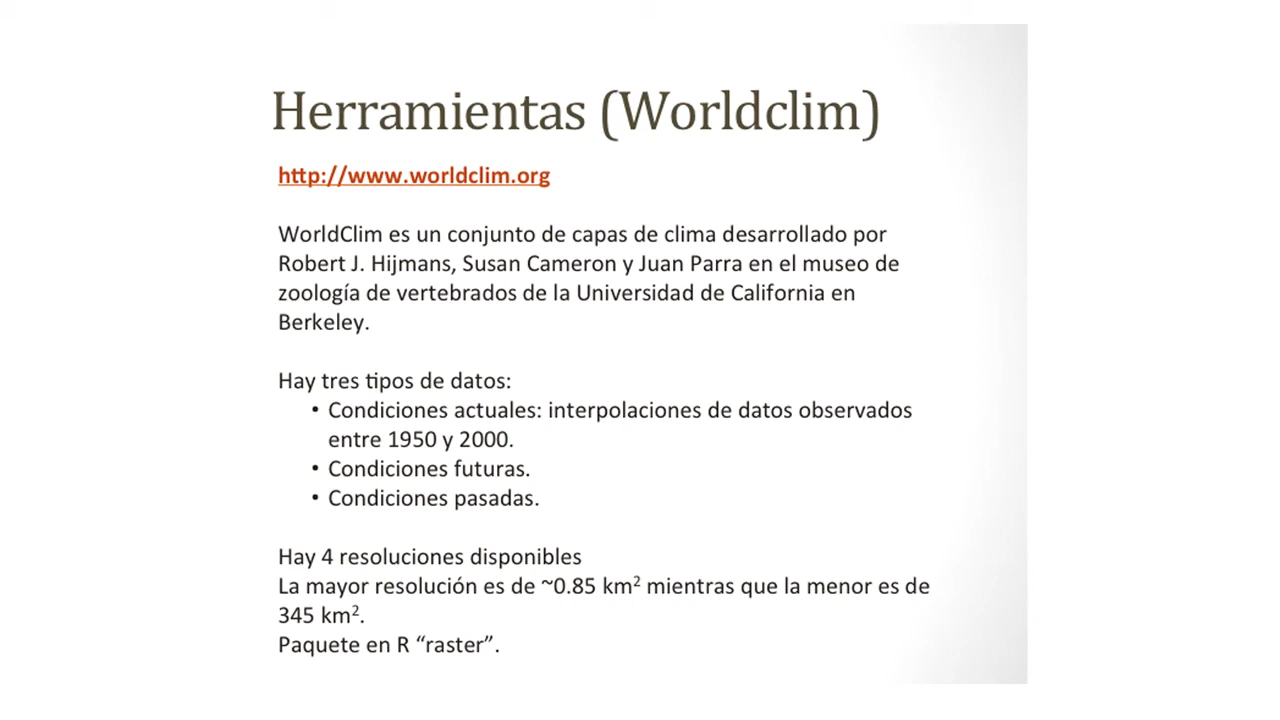 Herramientas (Worldclim)
http://www.worldclim.org
WorldClim es un conjunto de capas de clima desarrollado por
Robert J. Hijmans, Susan Cameron y Juan Parra en el museo de
zoología de vertebrados de la Universidad de California en
Berkeley.
Hay tres tipos de datos:
• Condiciones actuales: interpolaciones de datos observados
entre 1950 y 2000.
• Condiciones futuras.
• Condiciones pasadas.
Hay 4 resoluciones disponibles
La mayor resolución es de ~0.85 km² mientras que la menor es de
345 km².
Paquete en R “raster”.